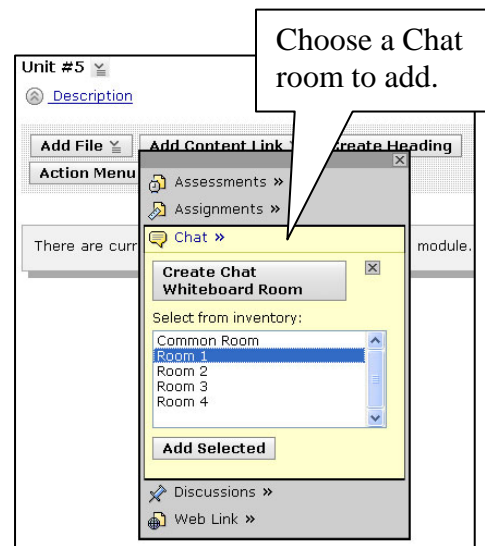 Choose a Chat
room to add.
Unit #5
Description
Add File
Add Content Link
Create Heading
Action Menu
Assessments »
Assignments »
There are curr
module.
Chat »
Create Chat
Whiteboard Room
Select from inventory:
Common Room
Room 1
Room 2
Room 3
Room 4
Add Selected
Discussions »
Web Link »